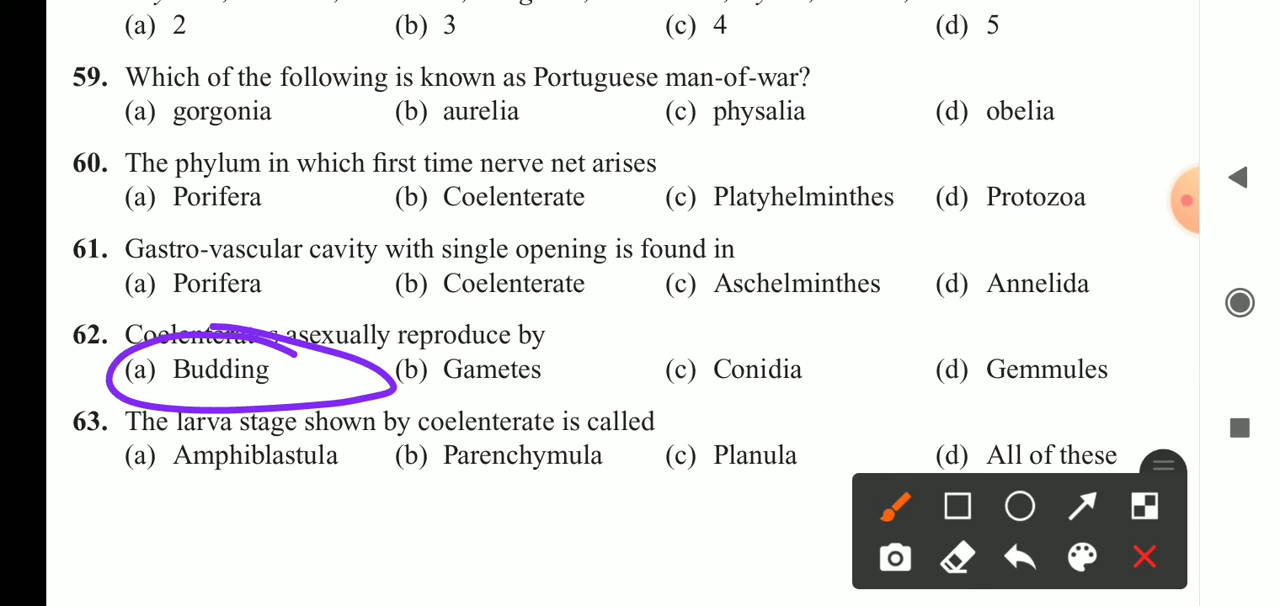 (a) 2 (b) 3 (c) 4 (d) 5
59. Which of the following is known as Portuguese man-of-war?
(a) gorgonia (b) aurelia (c) physalia (d) obelia
60. The phylum in which first time nerve net arises
(a) Porifera (b) Coelenterate (c) Platyhelminthes (d) Protozoa
61. Gastro-vascular cavity with single opening is found in
(a) Porifera (b) Coelenterate (c) Aschelminthes (d) Annelida
62. Coelenterates asexually reproduce by
(a) Budding (b) Gametes (c) Conidia (d) Gemmules
63. The larva stage shown by coelenterate is called
(a) Amphiblastula (b) Parenchymula (c) Planula (d) All of these